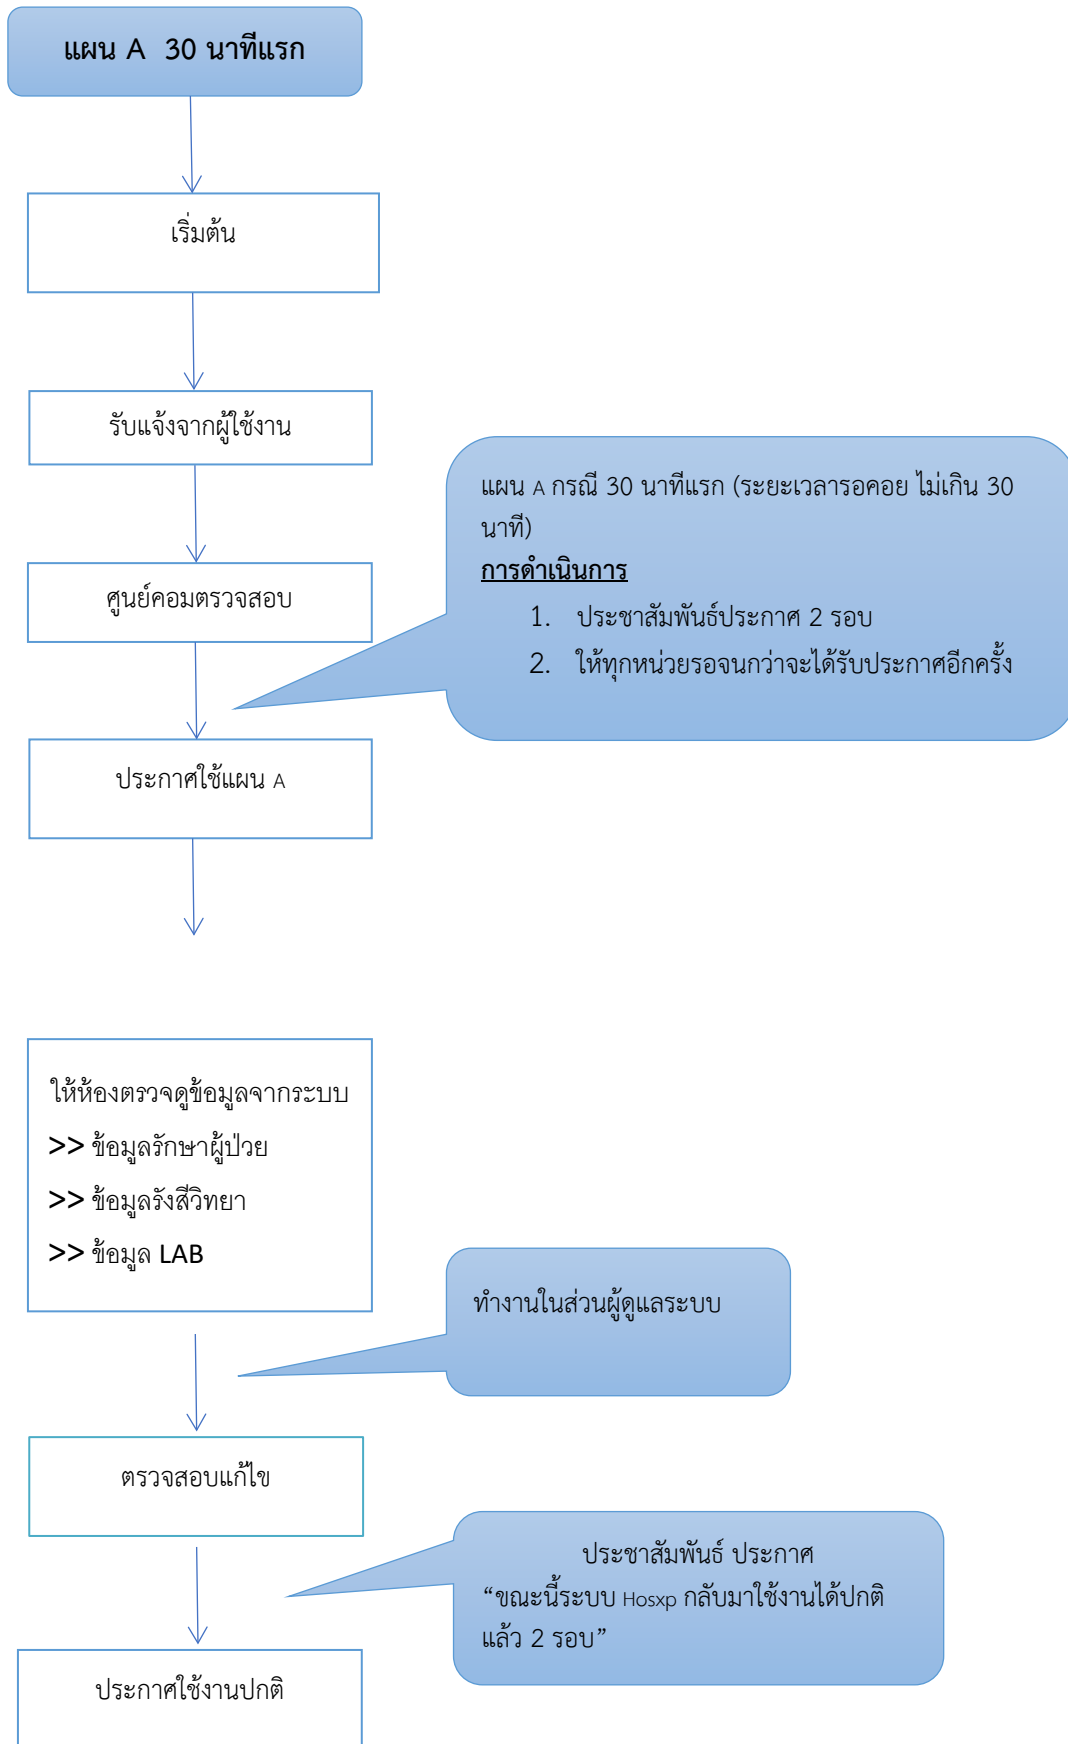 แผน A 30 นาทีแรก
เริ่มต้น
รับแจ้งจากผู้ใช้งาน
แผน A กรณี 30 นาทีแรก (ระยะเวลารอคอย ไม่เกิน 30
นาที)
การดำเนินการ
1. ประชาสัมพันธ์ประกาศ 2 รอบ
2. ให้ทุกหน่วยรอจนกว่าจะได้รับประกาศอีกครั้ง
ศูนย์คอมตรวจสอบ
ประกาศใช้แผน A
ให้ห้องตรวจดูข้อมูลจากระบบ
>> ข้อมูลรักษาผู้ป่วย
>> ข้อมูลรังสีวิทยา
>> ข้อมูล LAB
ทำงานในส่วนผู้ดูแลระบบ
ตรวจสอบแก้ไข
ประชาสัมพันธ์ ประกาศ
“ขณะนี้ระบบ Hosxp กลับมาใช้งานได้ปกติ
แล้ว 2 รอบ”
ประกาศใช้งานปกติ